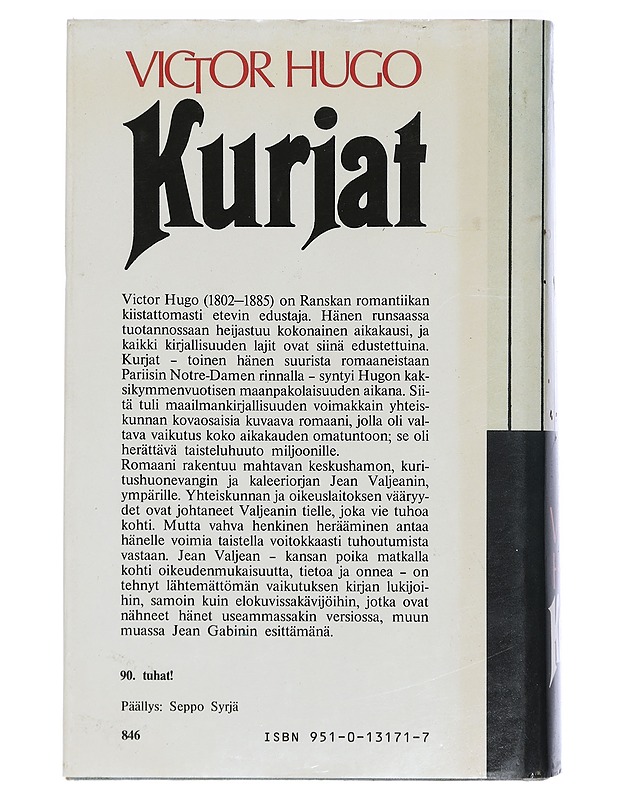 VICTOR HUGO
Kurjat
Victor Hugo (1802—1885) on Ranskan romantiikan
kiistattomasti etevin edustaja. Hänen runsaassa
tuotannossaan heijastuu kokonainen aikakausi, ja
kaikki kirjallisuuden lajit ovat siinä edustettuina.
Kurjat – toinen hänen suurista romaaneistaan
Pariisin Notre-Damen rinnalla – syntyi Hugon kak-
sikymmenvuotisen maanpakolaisuuden aikana. Sii-
tä tuli maailmankirjallisuuden voimakkain yhteis-
kunnan kovaosaisia kuvaava romaani, jolla oli val-
tava vaikutus koko aikakauden omatuntoon; se oli
herättävä taisteluhuuto miljoonille.
Romaani rakentuu mahtavan keskushamon, kuri-
tushuonevangin ja kaleeriorjan Jean Valjeanin,
ympärille. Yhteiskunnan ja oikeuslaitoksen vääryy-
det ovat johtaneet Valjeanin tielle, joka vie tuhoa
kohti. Mutta vahva henkinen herääminen antaa
hänelle voimia taistella voitokkaasti tuhoutumista
vastaan. Jean Valjean – kansan poika matkalla
kohti oikeudenmukaisuutta, tietoa ja onnea – on
tehnyt lähtemättömän vaikutuksen kirjan lukijoi-
hin, samoin kuin elokuvissakävijöihin, jotka ovat
nähneet hänet useammassakin versiossa, muun
muassa Jean Gabinin esittämänä.
90. tuhat!
Päällys: Seppo Syrjä
846 ISBN 951-0-13171-7